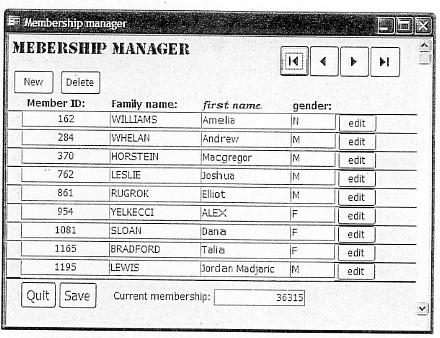 Membership manager
MEBERSHIP MANAGER
New Delete
Member ID: Family name: first name gender:
162 WILLIAMS Amelia N edit
284 WHELAN Andrew M edit
370 HORSTEIN Macgregor M edit
762 LESLIE Joshua M edit
861 RUGROK Elliot M edit
954 YELKECCI ALEX F edit
1081 SLOAN Dana F edit
1165 BRADFORD Talia F edit
1195 LEWIS Jordan Madjaric M edit
Quit Save Current membership: 36315